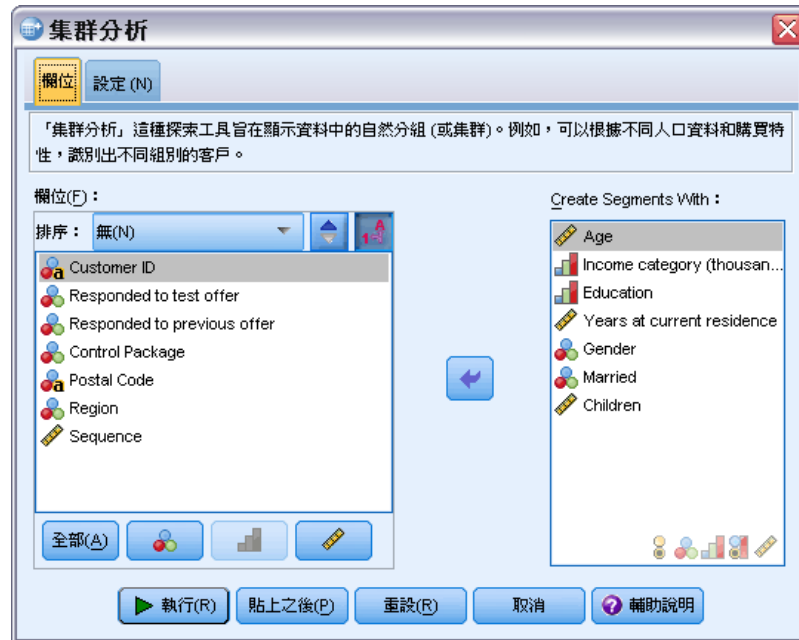 集群分析
欄位
設定 (N)
「集群分析」這種探索工具旨在顯示資料中的自然分組 (或集群)。例如，可以根據不同人口資料和購買特
性，識別出不同組別的客戶。
欄位(F)：
排序： 無(N)
Customer ID
Responded to test offer
Responded to previous offer
Control Package
Postal Code
Region
Sequence
全部(A)
Create Segments With：
Age
Income category (thousan...
Education
Years at current residence
Gender
Married
Children
執行(R)
貼上之後(P)
重設(R)
取消
輔助說明